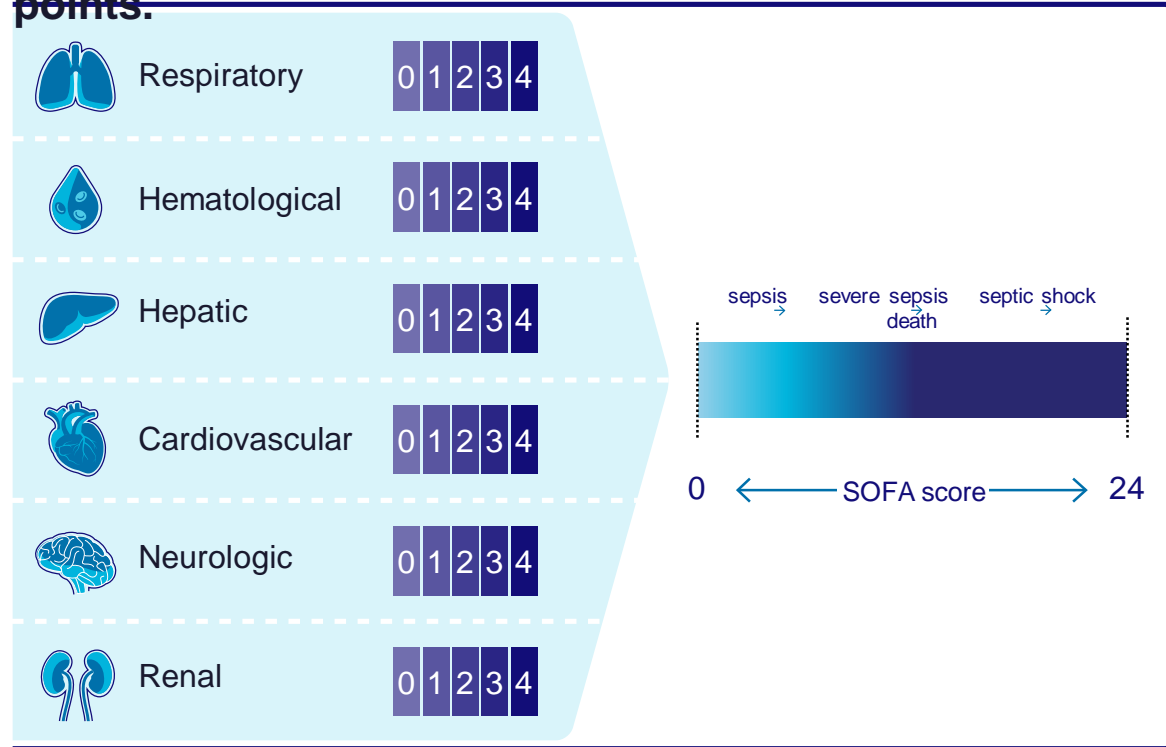 points.
Respiratory
0 1 2 3 4
Hematological
0 1 2 3 4
Hepatic
0 1 2 3 4
Cardiovascular
0 1 2 3 4
Neurologic
0 1 2 3 4
Renal
0 1 2 3 4
sepsis → severe sepsis → septic shock →
death
0 ← SOFA score → 24